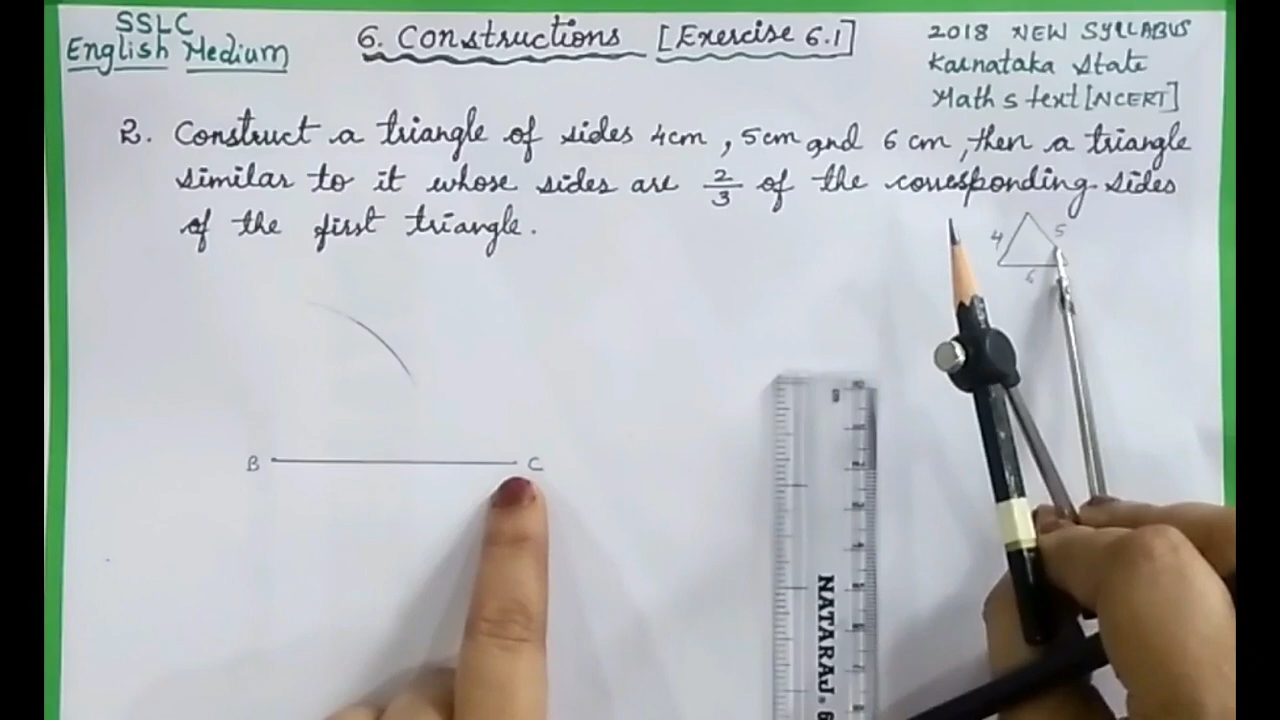 SSLC
English Medium
6. Constructions [Exercise 6.1]
2018 NEW SYLLABUS
Karnataka State
Maths text [NCERT]
2. Construct a triangle of sides 4cm, 5cm and 6 cm, then a triangle
similar to it whose sides are 2/3 of the corresponding sides
of the first triangle.
4
5
6
B
C
NATARAJ.